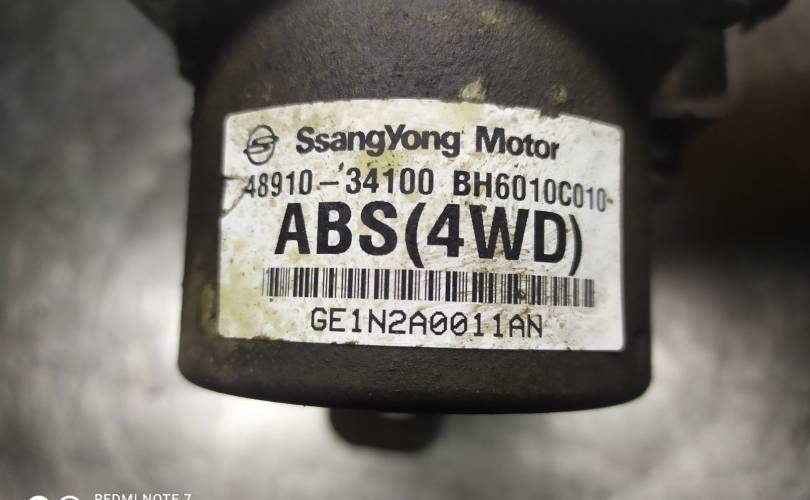 SsangYong Motor
48910-34100 BH6010C010
ABS(4WD)
GE1N2A0011AN
REDMI NOTE 7